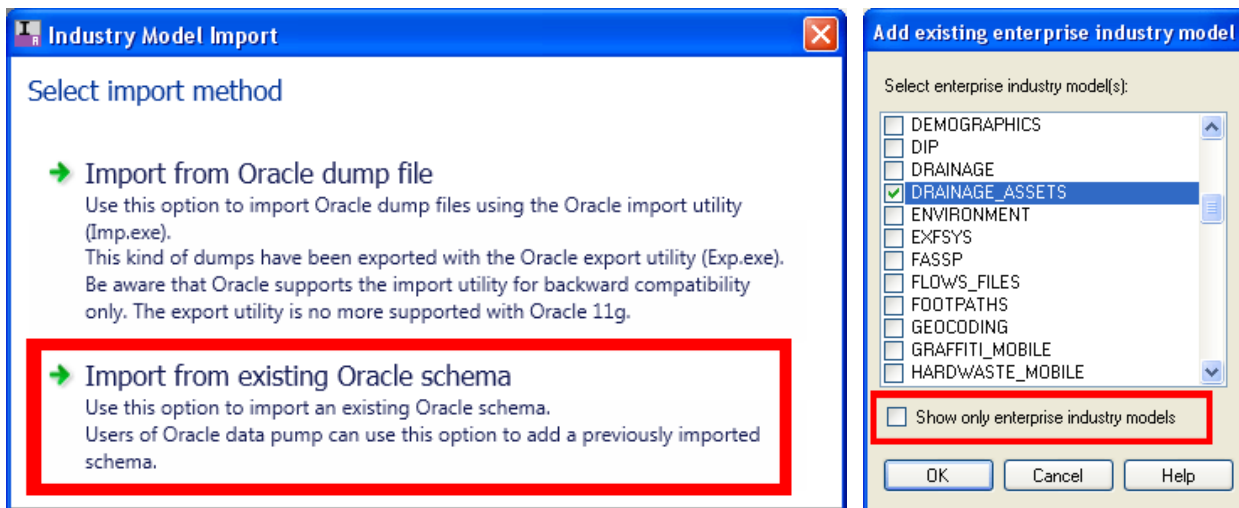 Industry Model Import
Select import method
Import from Oracle dump file
Use this option to import Oracle dump files using the Oracle import utility
(Imp.exe).
This kind of dumps have been exported with the Oracle export utility (Exp.exe).
Be aware that Oracle supports the import utility for backward compatibility
only. The export utility is no more supported with Oracle 11g.
Import from existing Oracle schema
Use this option to import an existing Oracle schema.
Users of Oracle data pump can use this option to add a previously imported
schema.
Add existing enterprise industry model
Select enterprise industry model(s):
DEMOGRAPHICS
DIP
DRAINAGE
DRAINAGE_ASSETS
ENVIRONMENT
EXFSYS
FASSP
FLOWS_FILES
FOOTPATHS
GEOCODING
GRAFFITI_MOBILE
HARDWASTE_MOBILE
Show only enterprise industry models
OK Cancel Help